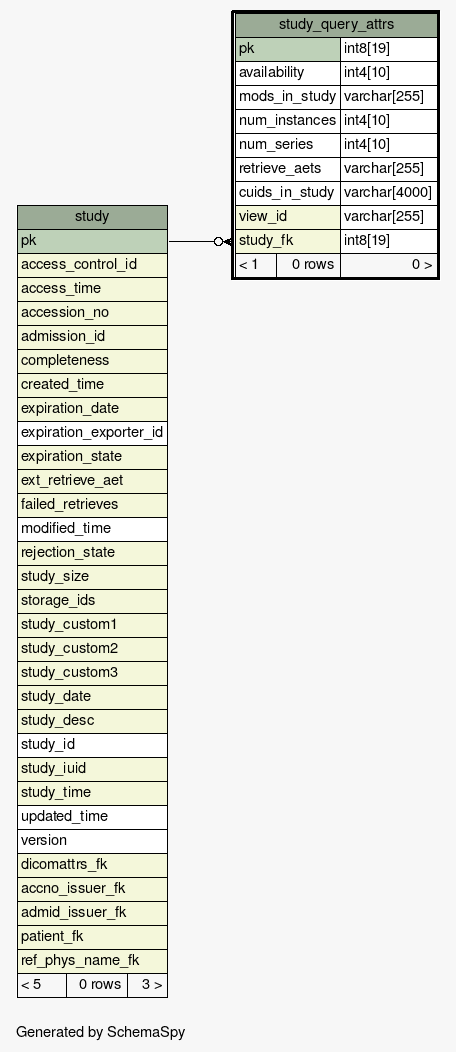 study_query_attrs
pk int8[19]
availability int4[10]
mods_in_study varchar[255]
num_instances int4[10]
num_series int4[10]
retrieve_aets varchar[255]
cuids_in_study varchar[4000]
view_id varchar[255]
study_fk int8[19]
< 1 0 rows 0 >
study
pk
access_control_id
access_time
accession_no
admission_id
completeness
created_time
expiration_date
expiration_exporter_id
expiration_state
ext_retrieve_aet
failed_retrieves
modified_time
rejection_state
study_size
storage_ids
study_custom1
study_custom2
study_custom3
study_date
study_desc
study_id
study_iuid
study_time
updated_time
version
dicomattrs_fk
accno_issuer_fk
admid_issuer_fk
patient_fk
ref_phys_name_fk
< 5 0 rows 3 >
Generated by SchemaSpy